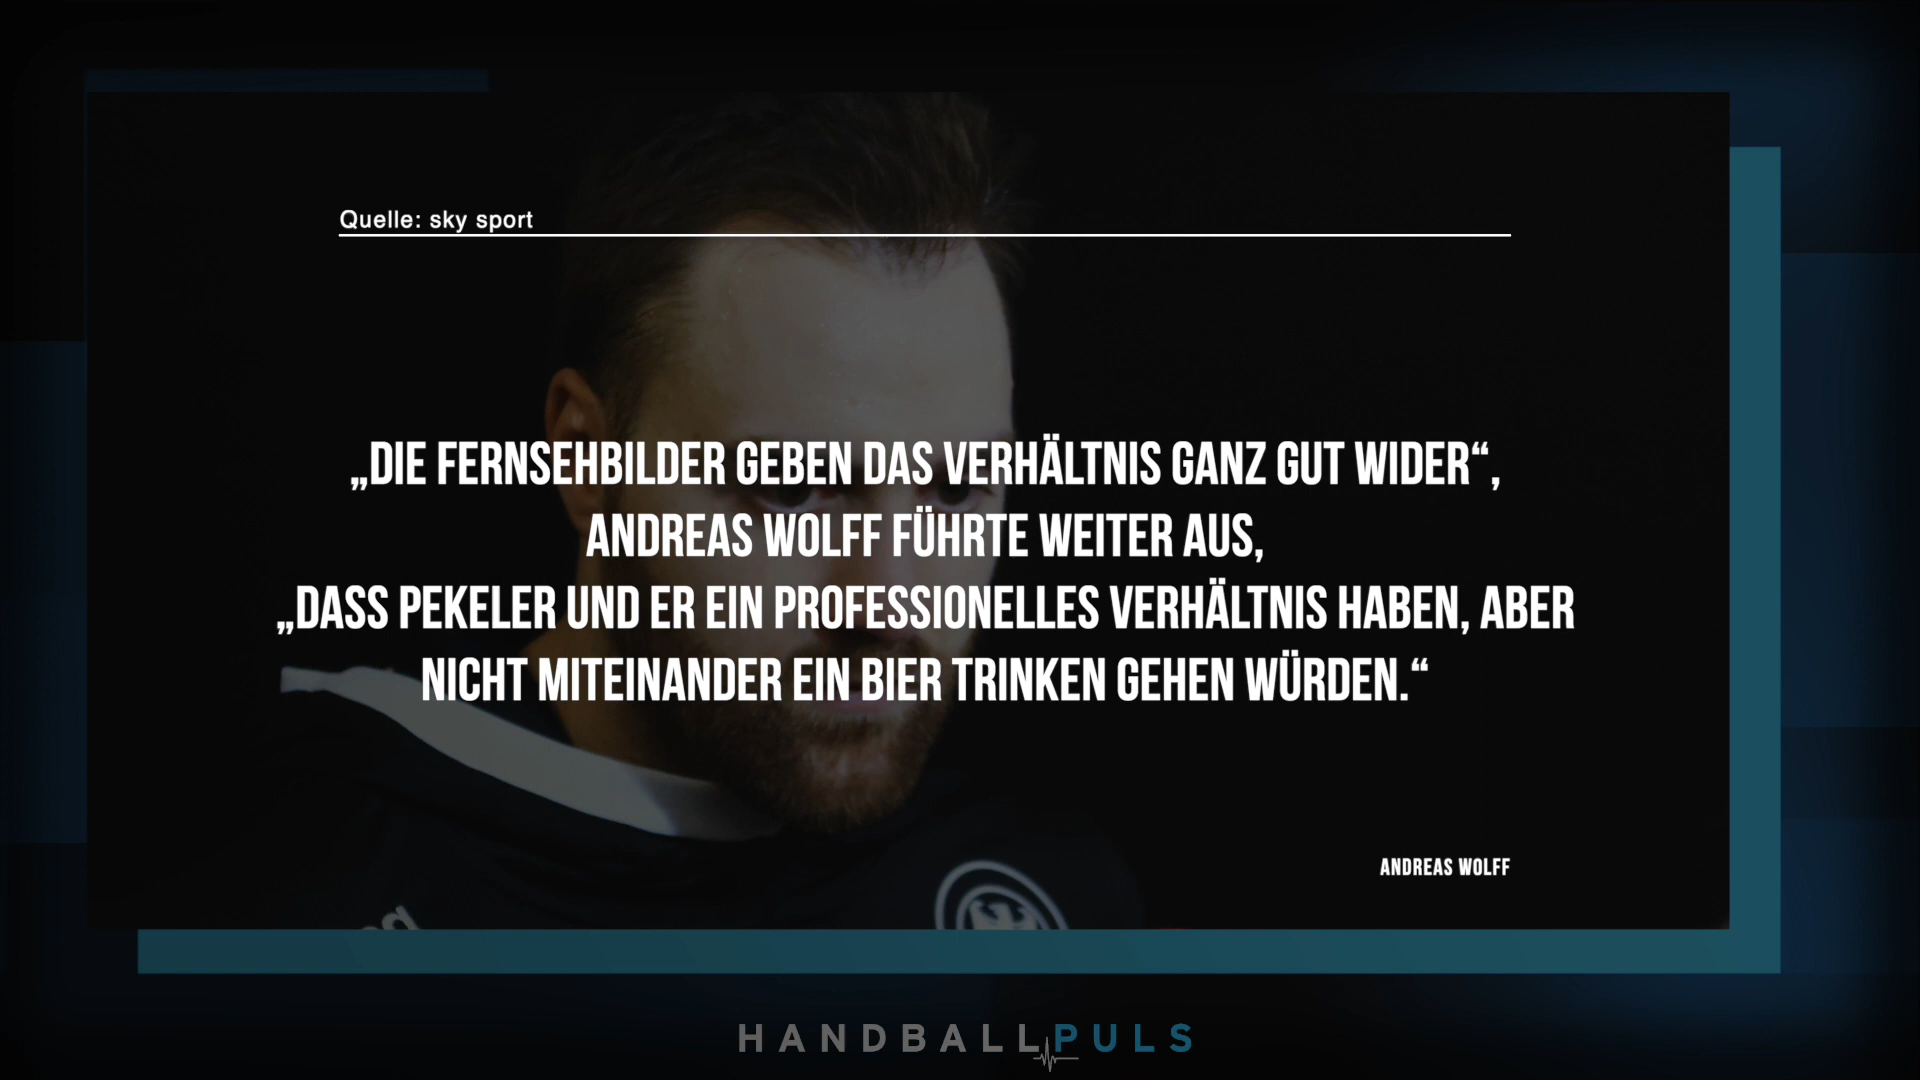 Quelle: sky sport
„DIE FERNSEHBILDER GEBEN DAS VERHÄLTNIS GANZ GUT WIDER“,
ANDREAS WOLFF FÜHRTE WEITER AUS,
„DASS PEKELER UND ER EIN PROFESSIONELLES VERHÄLTNIS HABEN, ABER
NICHT MITEINANDER EIN BIER TRINKEN GEHEN WÜRDEN.“
ANDREAS WOLFF
HANDBALLPULS